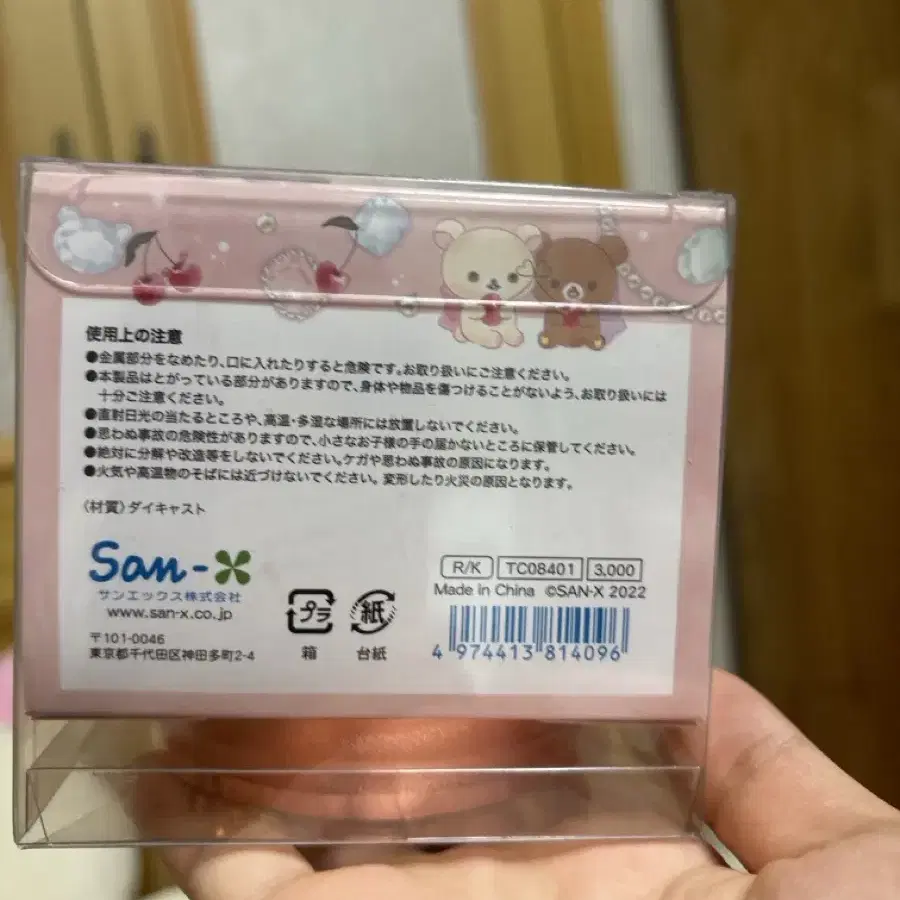 使用上の注意
●金属部分をなめたり、口に入れたりすると危険です。お取り扱いにご注意ください。
●本製品はとがっている部分がありますので、身体や物品を傷つけることがないよう、お取り扱いには
十分ご注意ください。
●直射日光の当たるところや、高温・多湿な場所には放置しないでください。
●思わぬ事故の危険性がありますので、小さなお子様の手の届かないところに保管してください。
●絶対に分解や改造等をしないでください。ケガや思わぬ事故の原因になります。
●火気や高温物のそばには近づけないでください。変形したり火災の原因となります。
〈材質〉ダイキャスト
San-X
サンエックス株式会社
www.san-x.co.jp
〒101-0046
東京都千代田区神田多町2-4
プラ 紙
箱 台紙
R/K TC08401 3,000
Made in China ©SAN-X 2022
4 974413 814096